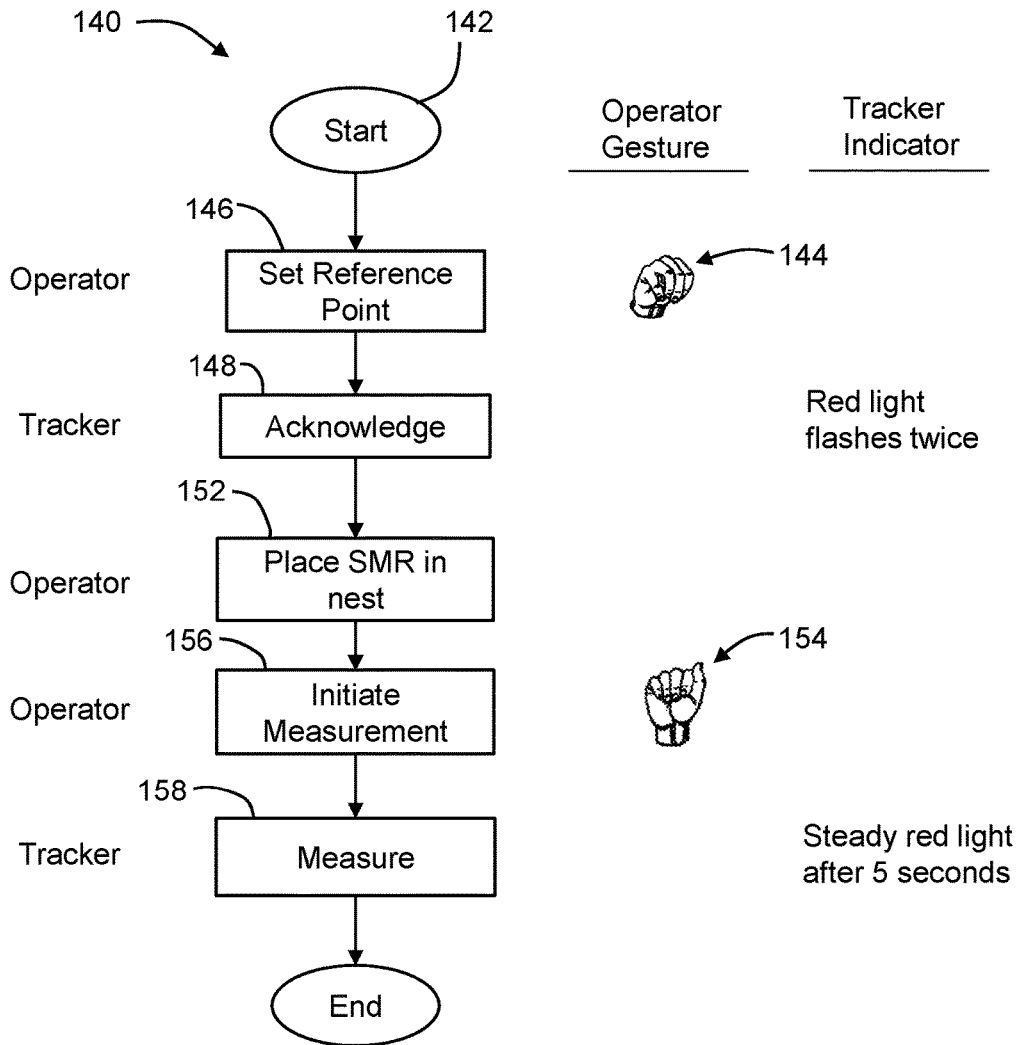 140
142
Start
Operator
Gesture
Tracker
Indicator
146
Operator
Set Reference
Point
144
148
Tracker
Acknowledge
Red light
flashes twice
152
Operator
Place SMR in
nest
156
154
Operator
Initiate
Measurement
158
Tracker
Measure
Steady red light
after 5 seconds
End